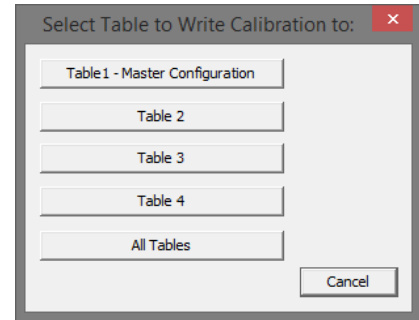 Select Table to Write Calibration to:
Table1 - Master Configuration
Table 2
Table 3
Table 4
All Tables
Cancel